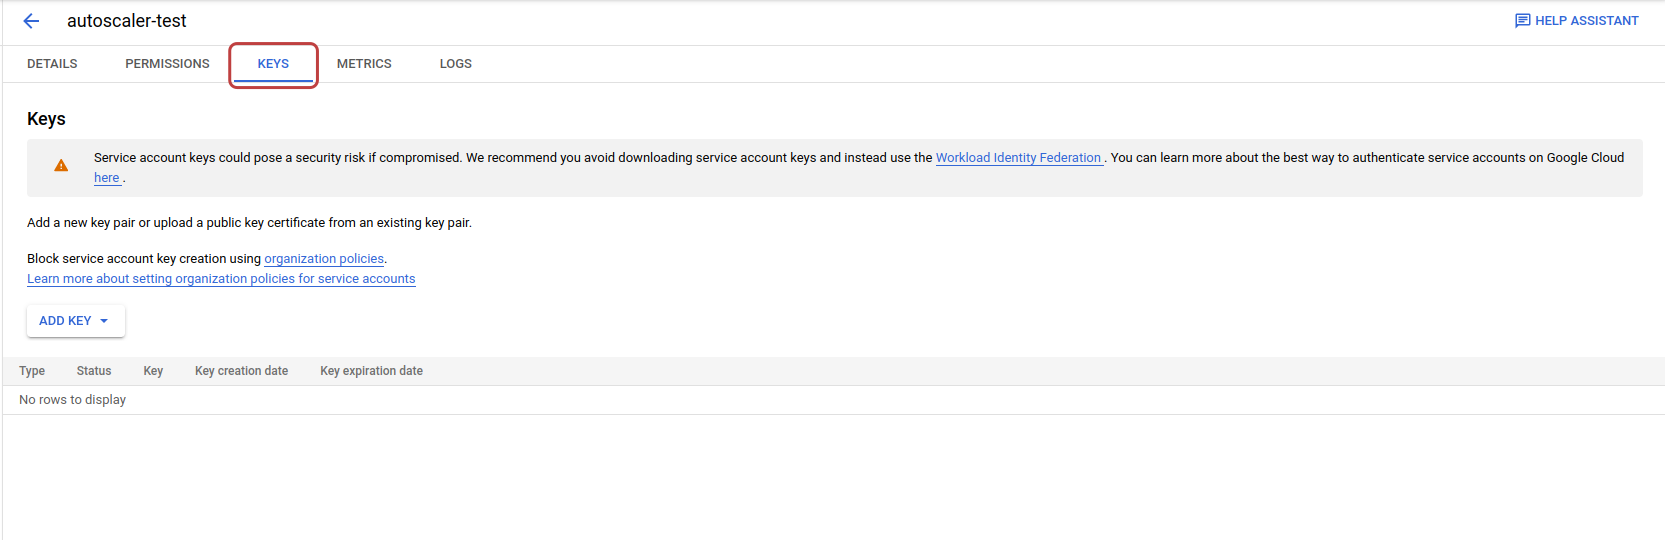 autoscaler-test
HELP ASSISTANT
DETAILS PERMISSIONS KEYS METRICS LOGS
Keys
Service account keys could pose a security risk if compromised. We recommend you avoid downloading service account keys and instead use the Workload Identity Federation . You can learn more about the best way to authenticate service accounts on Google Cloud
here .
Add a new key pair or upload a public key certificate from an existing key pair.
Block service account key creation using organization policies.
Learn more about setting organization policies for service accounts
ADD KEY
Type Status Key Key creation date Key expiration date
No rows to display